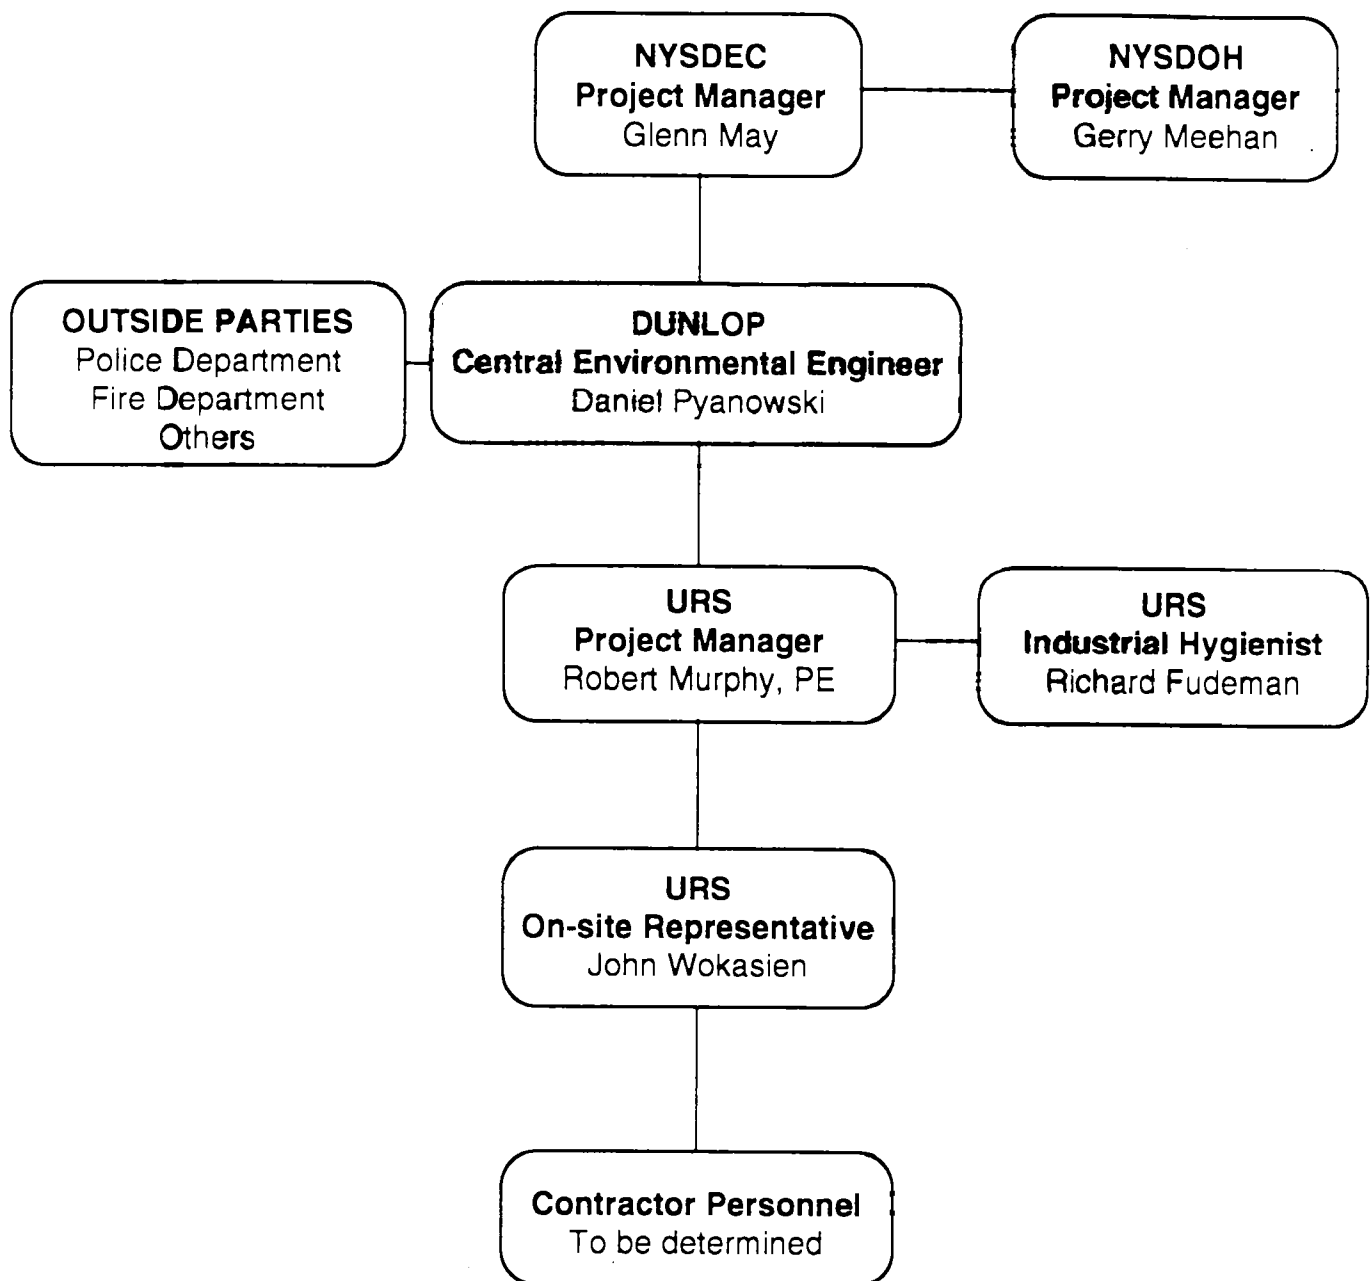 NYSDEC
Project Manager
Glenn May
NYSDOH
Project Manager
Gerry Meehan
OUTSIDE PARTIES
Police Department
Fire Department
Others
DUNLOP
Central Environmental Engineer
Daniel Pyanowski
URS
Project Manager
Robert Murphy, PE
URS
Industrial Hygienist
Richard Fudeman
URS
On-site Representative
John Wokasien
Contractor Personnel
To be determined